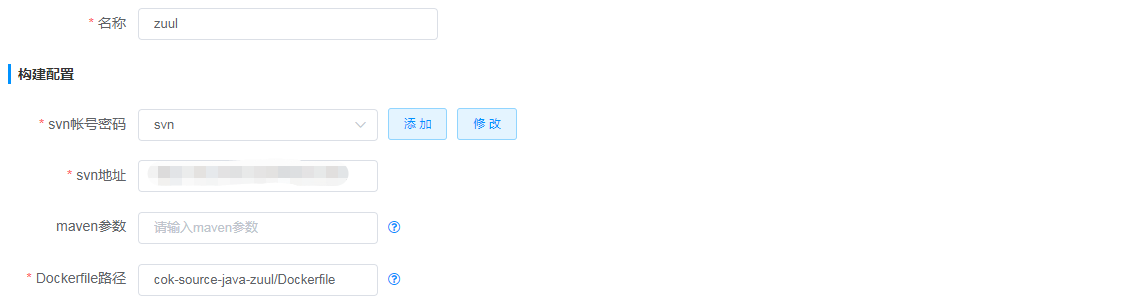 * 名称 zuul
构建配置
* svn帐号密码 svn 添 加 修 改
* svn地址
maven参数 请输入maven参数
* Dockerfile路径 cok-source-java-zuul/Dockerfile